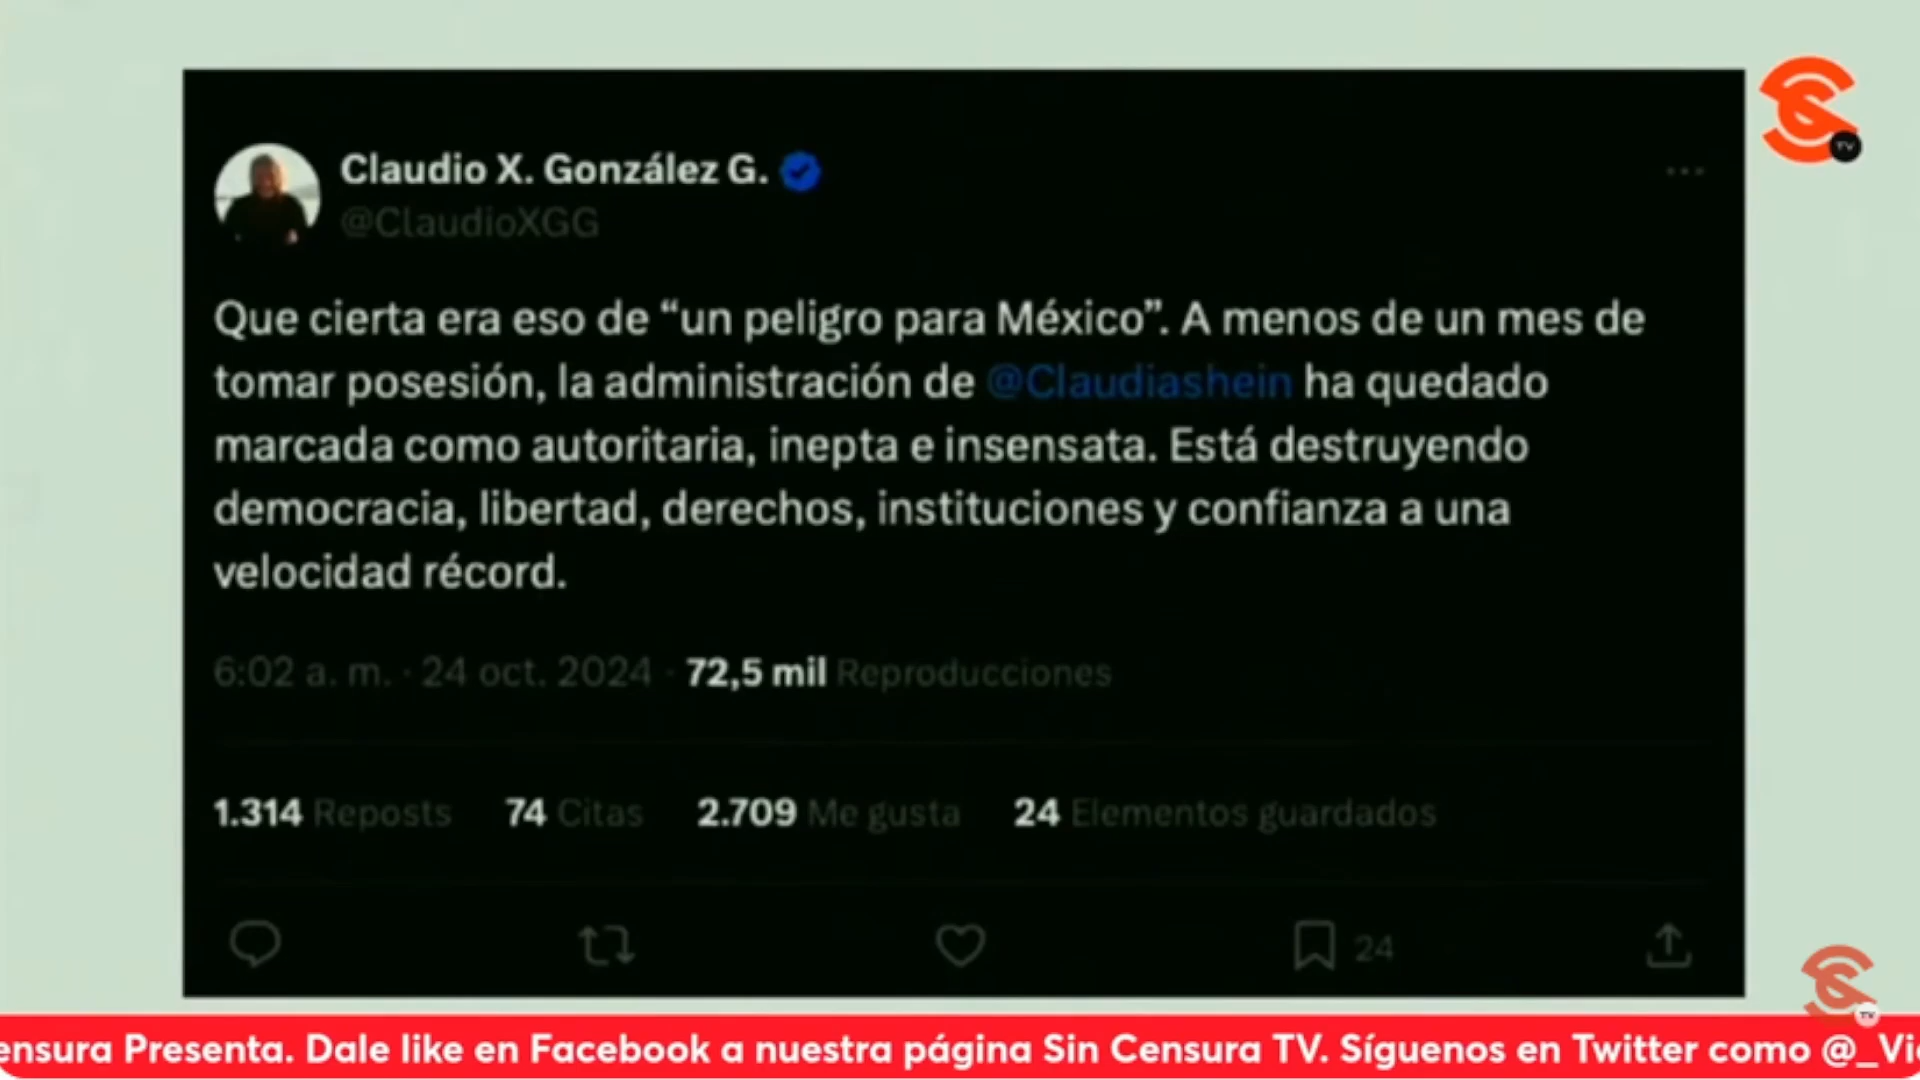 Claudio X. González G.
@ClaudioXGG
Que cierta era eso de “un peligro para México”. A menos de un mes de
tomar posesión, la administración de @Claudiashein ha quedado
marcada como autoritaria, inepta e insensata. Está destruyendo
democracia, libertad, derechos, instituciones y confianza a una
velocidad récord.
6:02 a. m. · 24 oct. 2024 · 72,5 mil Reproducciones
1.314 Reposts 74 Citas 2.709 Me gusta 24 Elementos guardados
24
TV
TV
ensura Presenta. Dale like en Facebook a nuestra página Sin Censura TV. Síguenos en Twitter como @_Vi